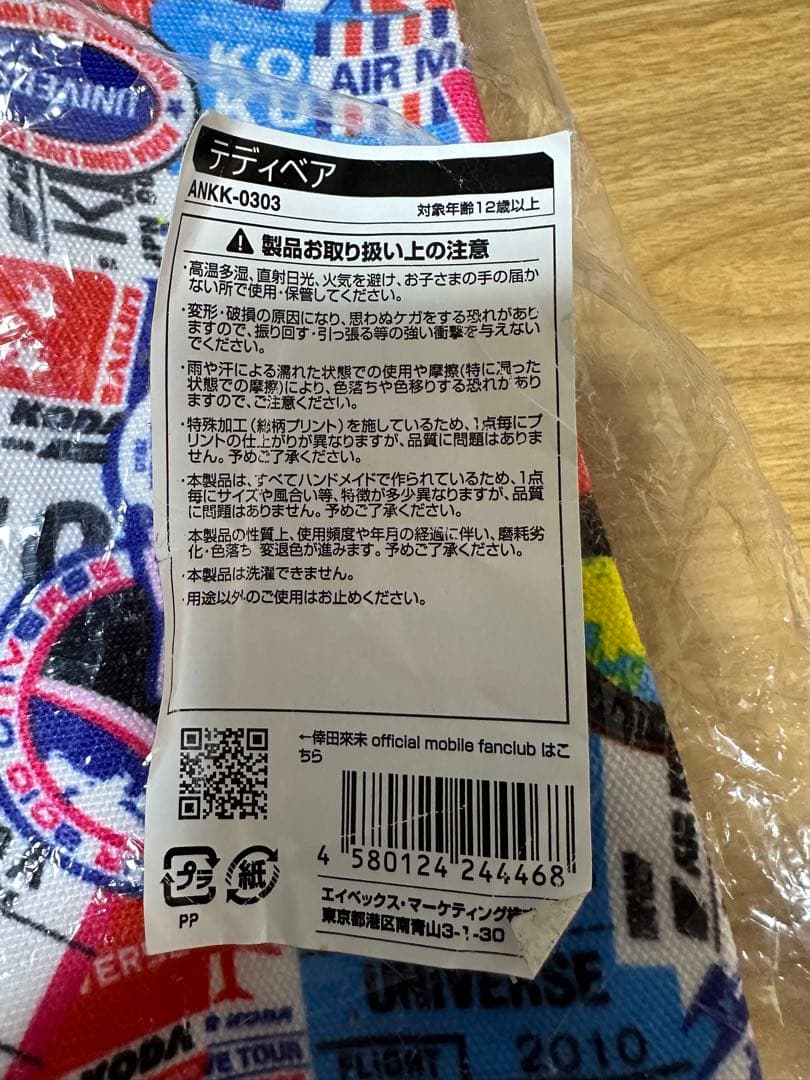 UNIVE
KO
AIR M
テディベア
ANKK-0303
対象年齢12歳以上
製品お取り扱い上の注意
・高温多湿、直射日光、火気を避け、お子さまの手の届か
ない所で使用・保管してください。
・変形・破損の原因になり、思わぬケガをする恐れがあり
ますので、振り回す・引っ張る等の強い衝撃を与えない
でください。
・雨や汗による濡れた状態での使用や摩擦(特に湿った
状態での摩擦)により、色落ちや色移りする恐れがあり
ますので、ご注意ください。
・特殊加工(総柄プリント)を施しているため、1点毎にプ
リントの仕上がりが異なりますが、品質に問題はありま
せん。予めご了承ください。
・本製品は、すべてハンドメイドで作られているため、1点
毎にサイズや風合い等、特徴が多少異なりますが、品質
に問題はありません。予めご了承ください。
本製品の性質上、使用頻度や年月の経過に伴い、磨耗劣
化・色落ち 変退色が進みます。予めご了承ください。
・本製品は洗濯できません。
・用途以外のご使用はお止めください。
←倖田來未 official mobile fanclub はこ
ちら
4 580124 244468
プラ
紙
PP
エイベックス・マーケティング株
東京都港区南青山3-1-30
UNIVERSE
KODA
KODA
E TOUR
FLIGHT
2010